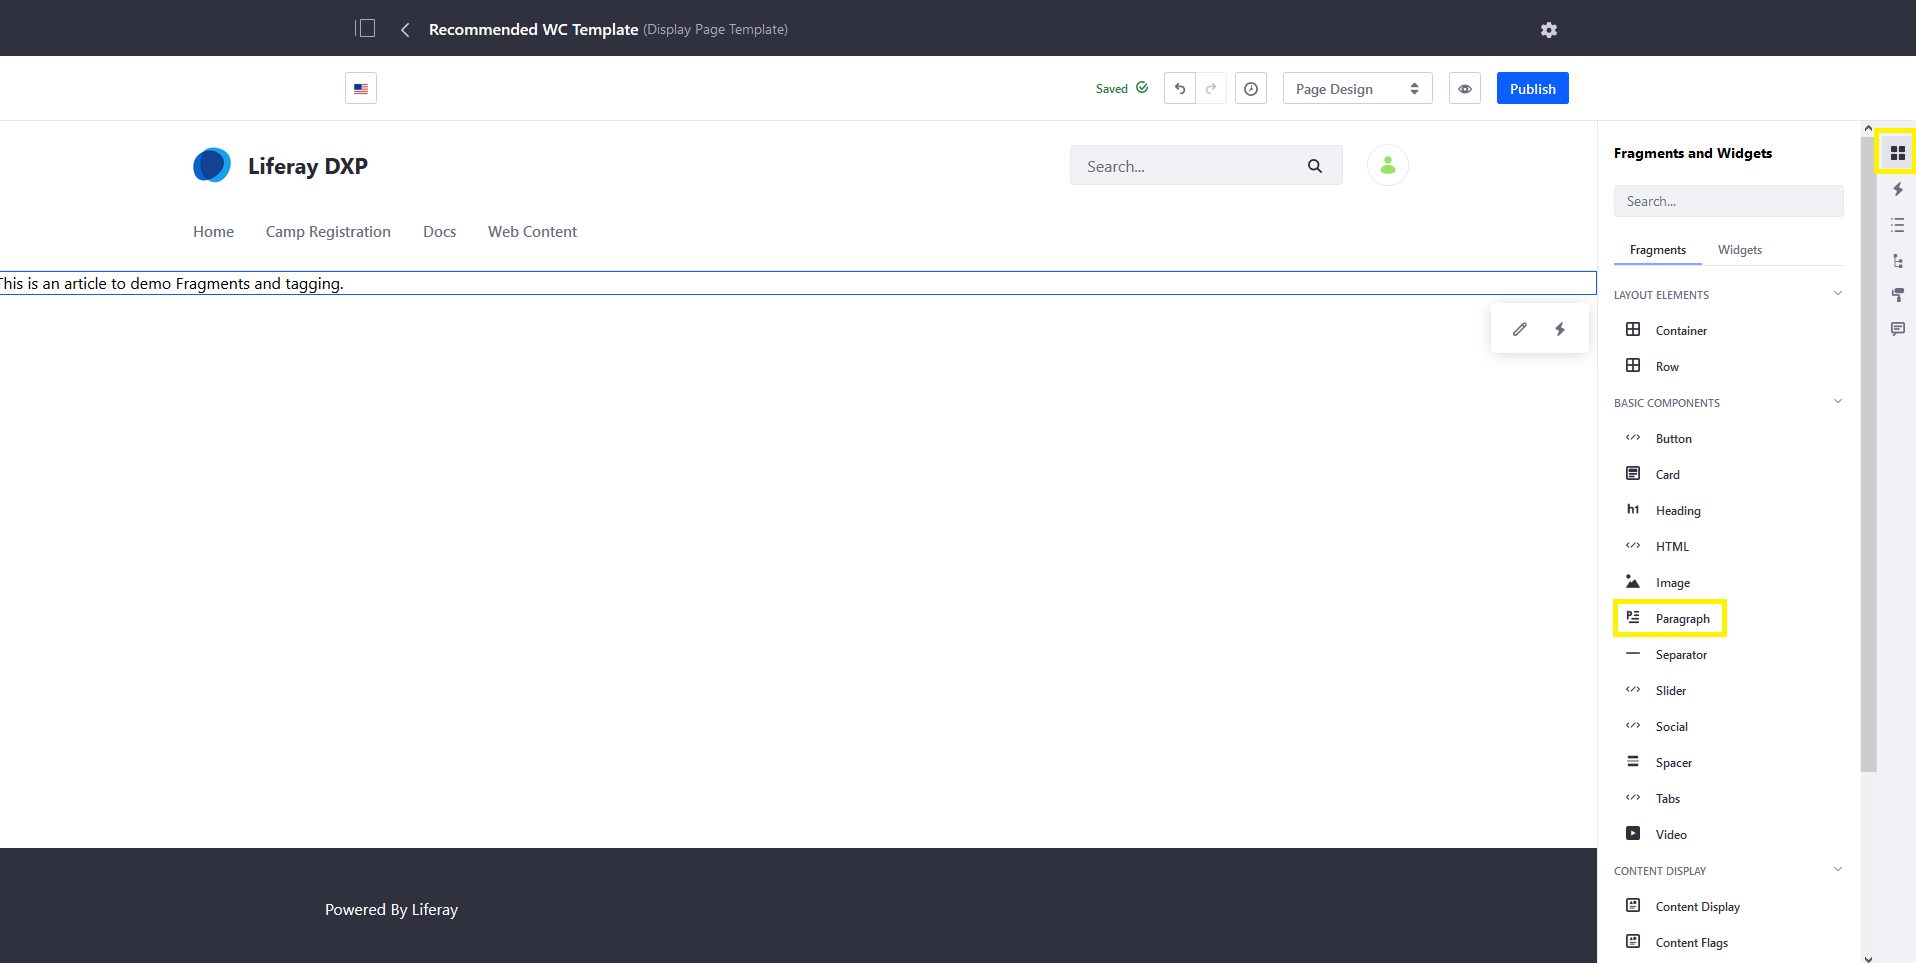 Recommended WC Template (Display Page Template)
Saved
Page Design
Publish
Liferay DXP
Search...
Home Camp Registration Docs Web Content
This is an article to demo Fragments and tagging.
Powered By Liferay
Fragments and Widgets
Search...
Fragments Widgets
LAYOUT ELEMENTS
Container
Row
BASIC COMPONENTS
Button
Card
h1 Heading
HTML
Image
Paragraph
Separator
Slider
Social
Spacer
Tabs
Video
CONTENT DISPLAY
Content Display
Content Flags